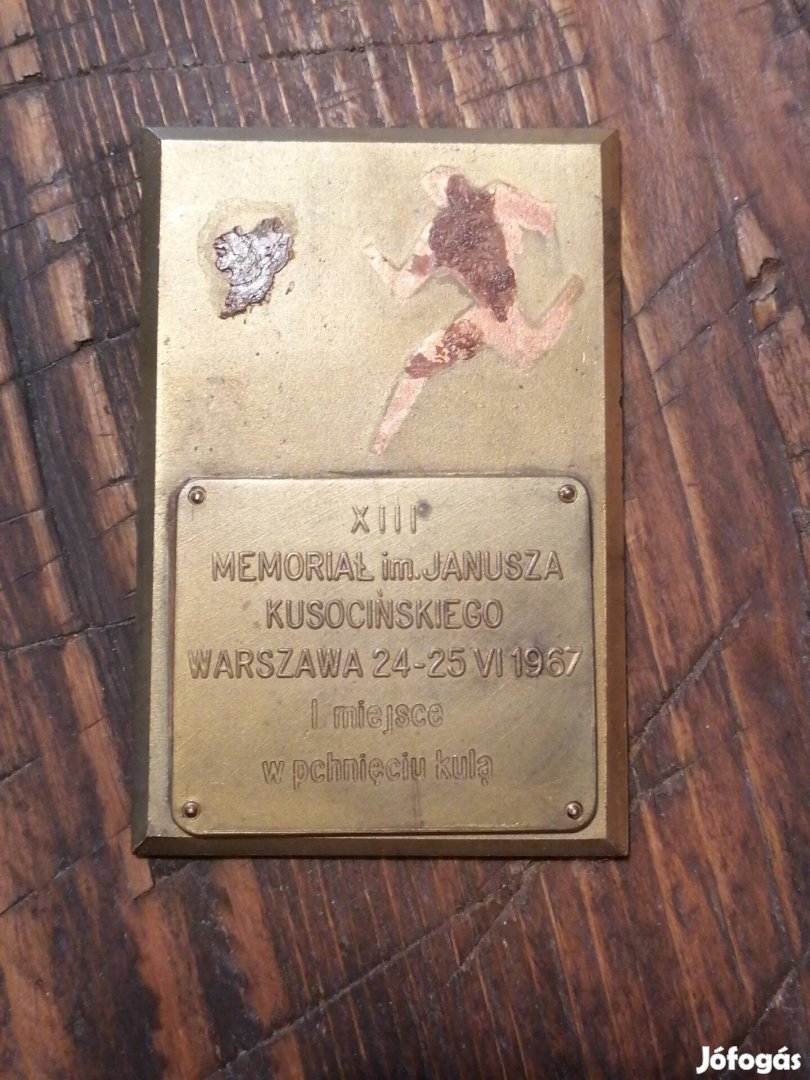 XIII
MEMORIAŁ im. JANUSZA
KUSOCIŃSKIEGO
WARSZAWA 24-25 VI 1967
I miejsce
w pchnięciu kulą
Jófogás